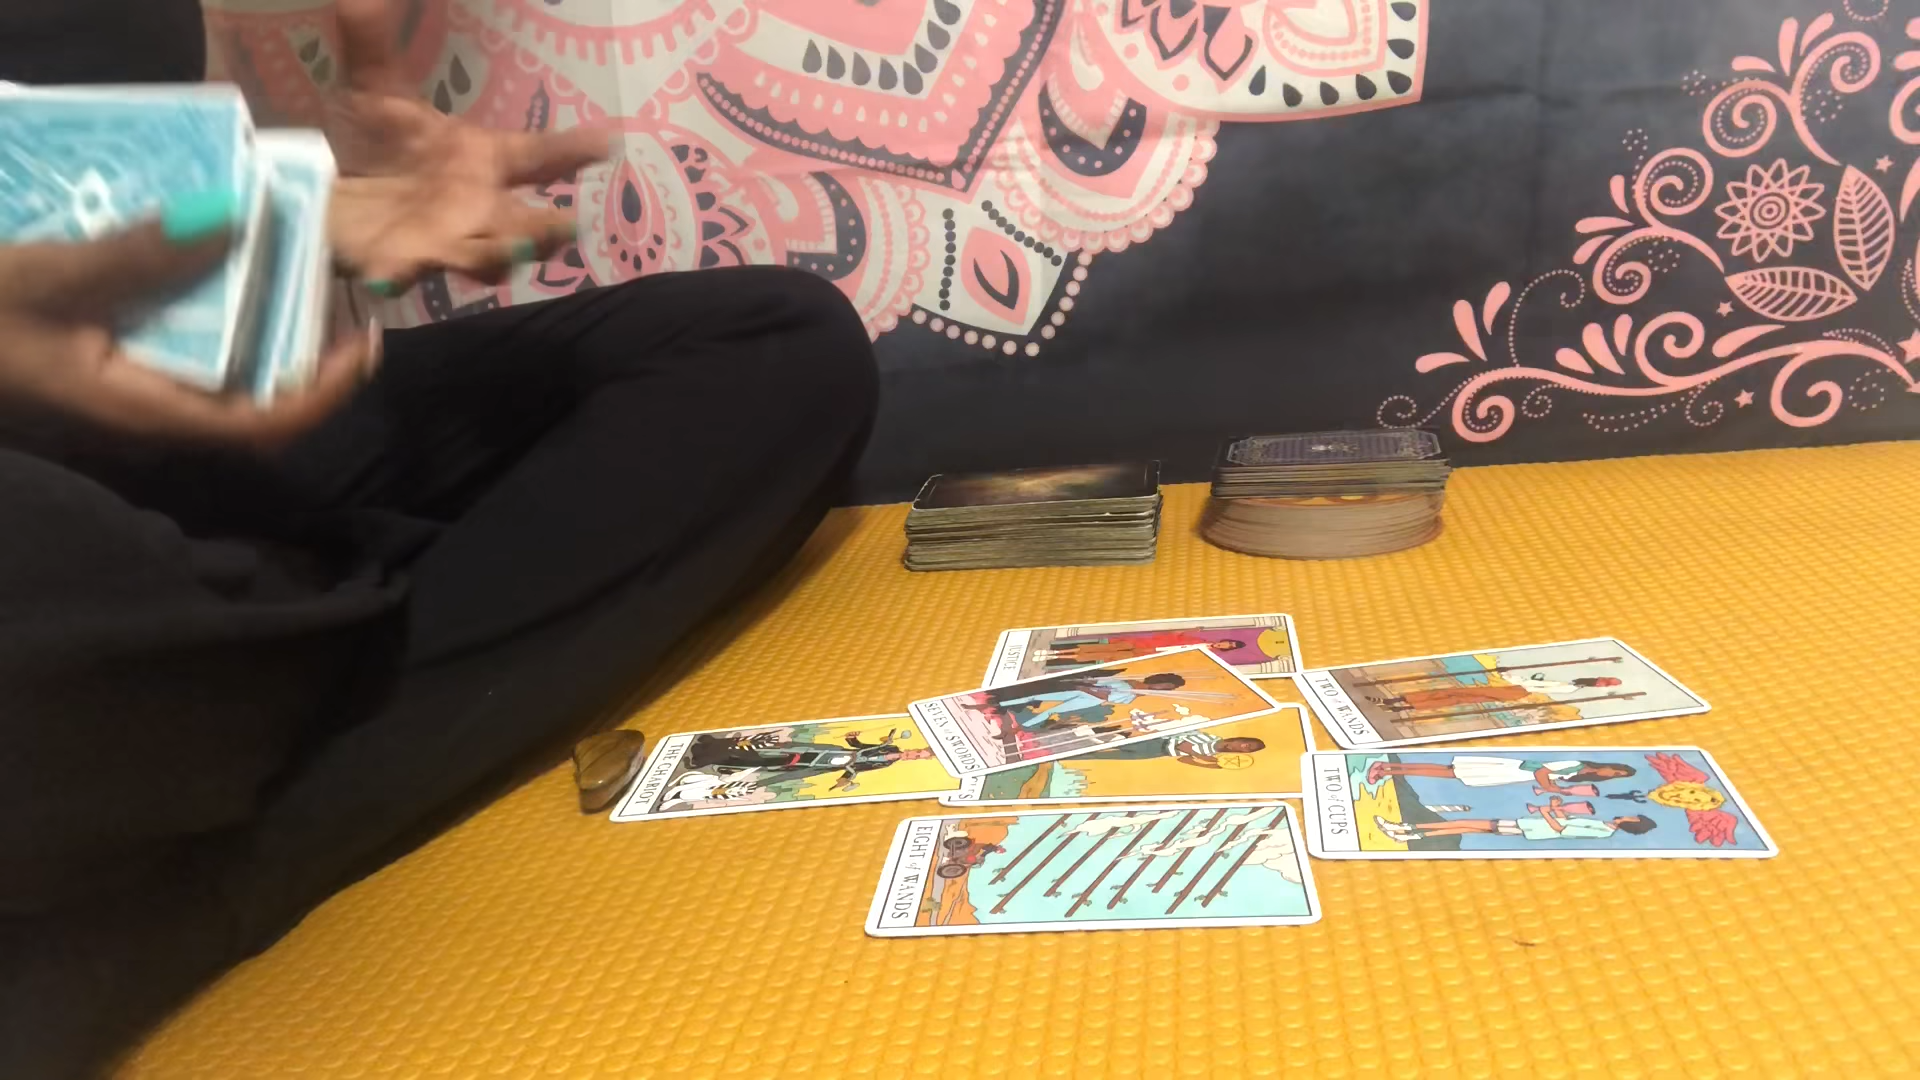 JUSTICE
SEVEN of SWORDS
TWO of WANDS
THE CHARIOT
TWO of CUPS
EIGHT of WANDS